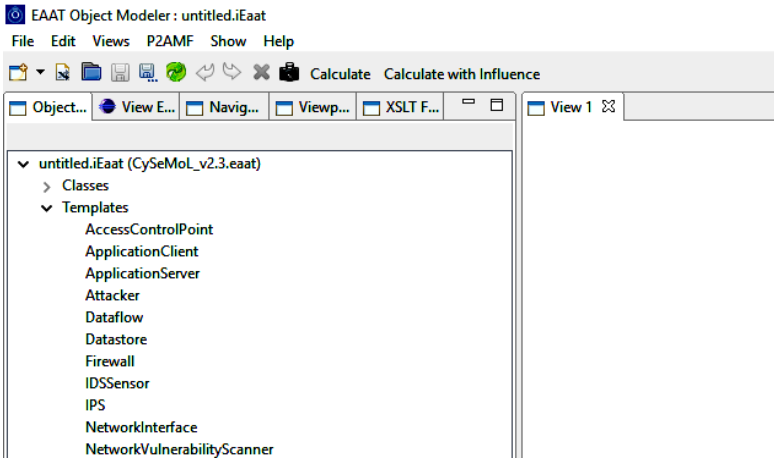 EAAT Object Modeler : untitled.iEaat
File Edit Views P2AMF Show Help
Calculate Calculate with Influence
Object... View E... Navig... Viewp... XSLT F... View 1
untitled.iEaat (CySeMoL_v2.3.eaat)
Classes
Templates
AccessControlPoint
ApplicationClient
ApplicationServer
Attacker
Dataflow
Datastore
Firewall
IDSSensor
IPS
NetworkInterface
NetworkVulnerabilityScanner